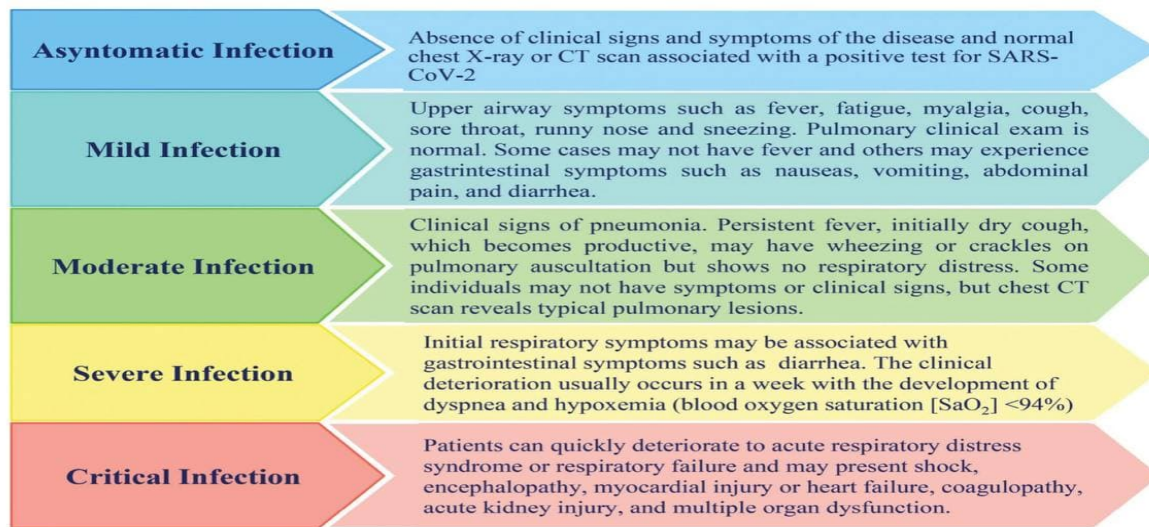 Asyntomatic Infection
Absence of clinical signs and symptoms of the disease and normal
chest X-ray or CT scan associated with a positive test for SARS-
CoV-2
Mild Infection
Upper airway symptoms such as fever, fatigue, myalgia, cough,
sore throat, runny nose and sneezing. Pulmonary clinical exam is
normal. Some cases may not have fever and others may experience
gastrintestinal symptoms such as nauseas, vomiting, abdominal
pain, and diarrhea.
Moderate Infection
Clinical signs of pneumonia. Persistent fever, initially dry cough,
which becomes productive, may have wheezing or crackles on
pulmonary auscultation but shows no respiratory distress. Some
individuals may not have symptoms or clinical signs, but chest CT
scan reveals typical pulmonary lesions.
Severe Infection
Initial respiratory symptoms may be associated with
gastrointestinal symptoms such as diarrhea. The clinical
deterioration usually occurs in a week with the development of
dyspnea and hypoxemia (blood oxygen saturation [SaO₂] <94%)
Critical Infection
Patients can quickly deteriorate to acute respiratory distress
syndrome or respiratory failure and may present shock,
encephalopathy, myocardial injury or heart failure, coagulopathy,
acute kidney injury, and multiple organ dysfunction.